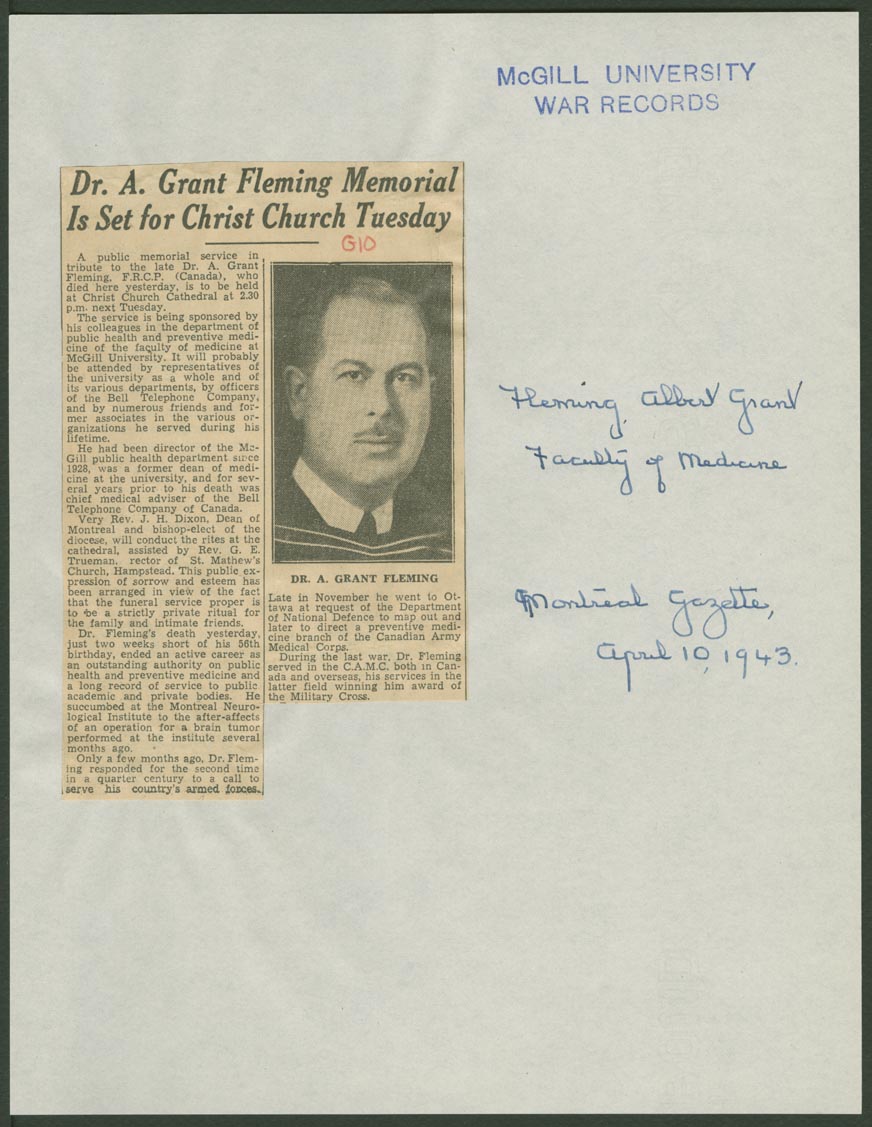 McGILL UNIVERSITY
WAR RECORDS
Dr. A. Grant Fleming Memorial
Is Set for Christ Church Tuesday
G10
A public memorial service in
tribute to the late Dr. A. Grant
Fleming, F.R.C.P. (Canada), who
died here yesterday, is to be held
at Christ Church Cathedral at 2.30
p.m. next Tuesday.
The service is being sponsored by
his colleagues in the department of
public health and preventive medi-
cine of the faculty of medicine at
McGill University. It will probably
be attended by representatives of
the university as a whole and of
its various departments, by officers
of the Bell Telephone Company,
and by numerous friends and for-
mer associates in the various or-
ganizations he served during his
lifetime.
He had been director of the Mc-
Gill public health department since
1928, was a former dean of medi-
cine at the university, and for sev-
eral years prior to his death was
chief medical adviser of the Bell
Telephone Company of Canada.
Very Rev. J. H. Dixon, Dean of
Montreal and bishop-elect of the
diocese, will conduct the rites at the
cathedral, assisted by Rev. G. E.
Trueman, rector of St. Mathew's
Church, Hampstead. This public ex-
pression of sorrow and esteem has
been arranged in view of the fact
that the funeral service proper is
to be a strictly private ritual for
the family and intimate friends.
Dr. Fleming's death yesterday,
just two weeks short of his 56th
birthday, ended an active career as
an outstanding authority on public
health and preventive medicine and
a long record of service to public
academic and private bodies. He
succumbed at the Montreal Neuro-
logical Institute to the after-affects
of an operation for a brain tumor
performed at the institute several
months ago.
Only a few months ago, Dr. Flem-
ing responded for the second time
in a quarter century to a call to
serve his country's armed forces.
DR. A. GRANT FLEMING
Late in November he went to Ot-
tawa at request of the Department
of National Defence to map out and
later to direct a preventive medi-
cine branch of the Canadian Army
Medical Corps.
During the last war, Dr. Fleming
served in the C.A.M.C. both in Can-
ada and overseas, his services in the
latter field winning him award of
the Military Cross.
Fleming, Albert Grant
Faculty of Medicine
Montreal Gazette,
April 10, 1943.